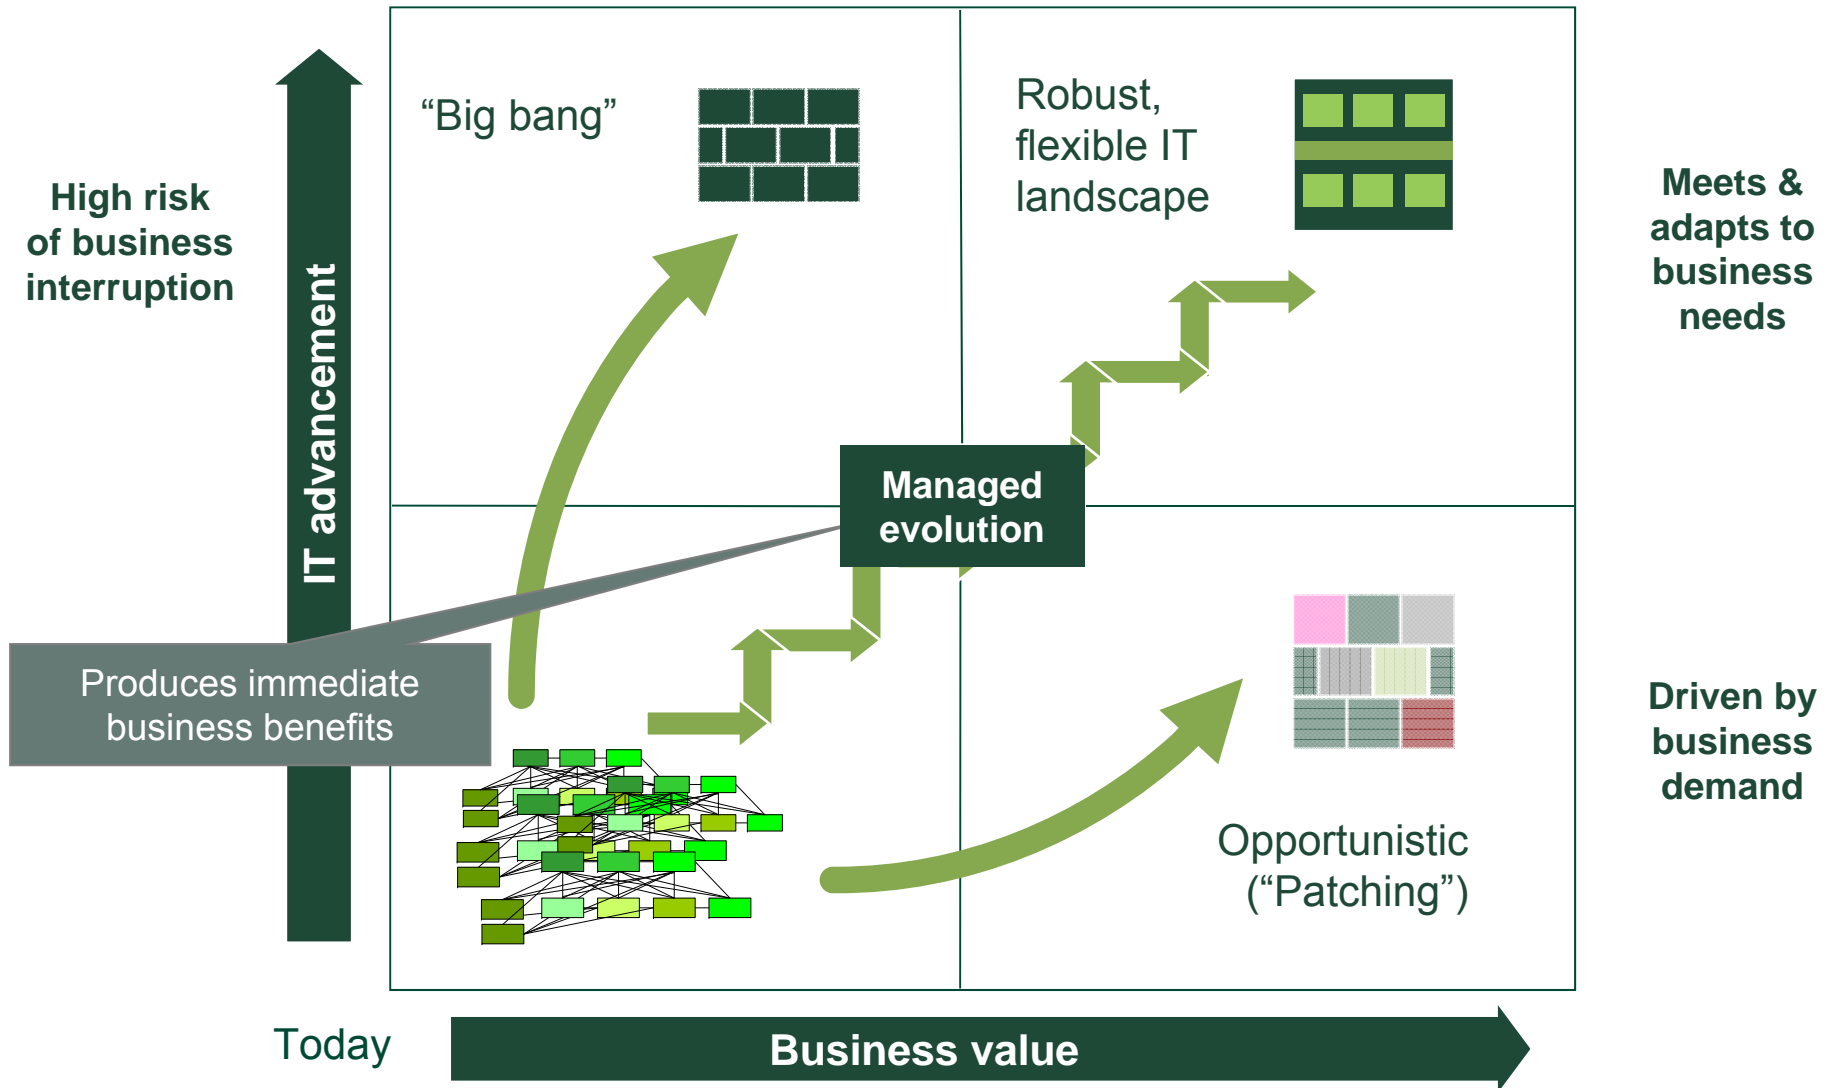 “Big bang”
Robust,
flexible IT
landscape
High risk
of business
interruption
Meets &
adapts to
business
needs
IT advancement
Managed
evolution
Produces immediate
business benefits
Driven by
business
demand
Opportunistic
(“Patching”)
Today
Business value